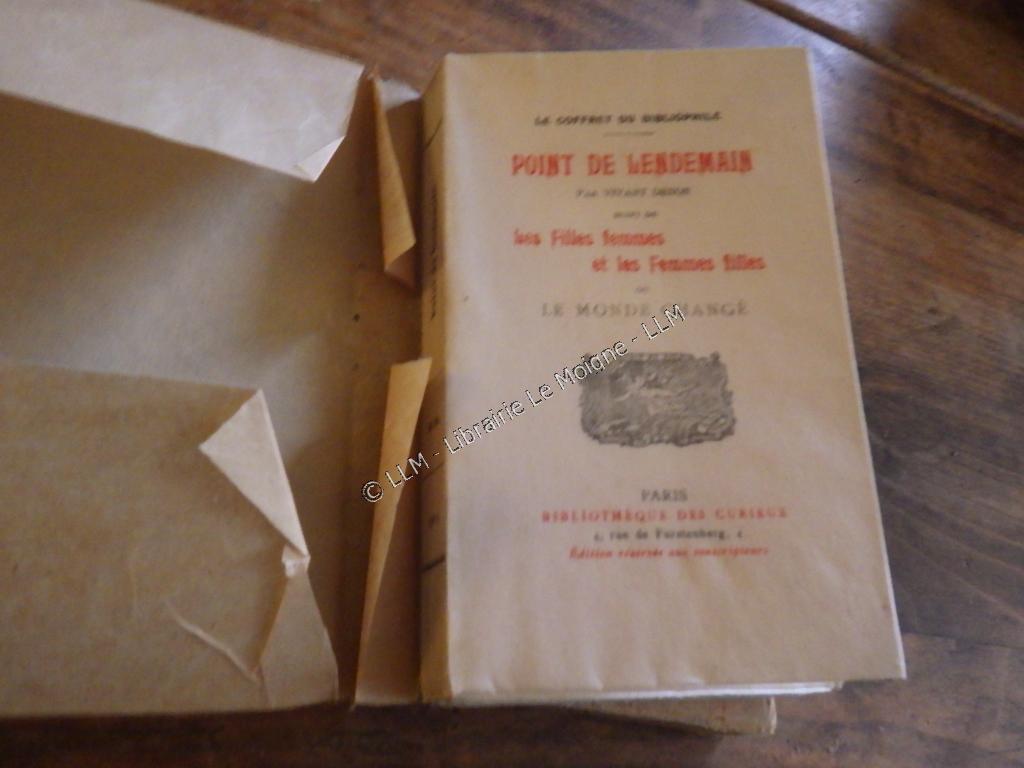 LE COFFRET DU BIBLIOPHILE
POINT DE LENDEMAIN
PAR VIVANT DENON
SUIVI DE
Les Filles femmes
et les Femmes filles
OU
LE MONDE CHANGÉ
PARIS
BIBLIOTHÈQUE DES CURIEUX
4, rue de Furstenberg, 4
Édition réservée aux souscripteurs
© LLM - Librairie Le Moigne - LLM